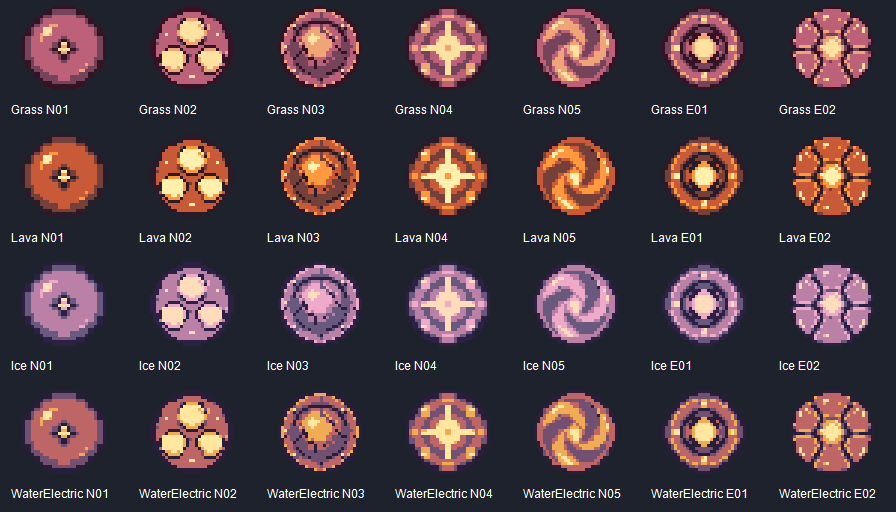 Grass N01 Grass N02 Grass N03 Grass N04 Grass N05 Grass E01 Grass E02
Lava N01 Lava N02 Lava N03 Lava N04 Lava N05 Lava E01 Lava E02
Ice N01 Ice N02 Ice N03 Ice N04 Ice N05 Ice E01 Ice E02
WaterElectric N01 WaterElectric N02 WaterElectric N03 WaterElectric N04 WaterElectric N05 WaterElectric E01 WaterElectric E02